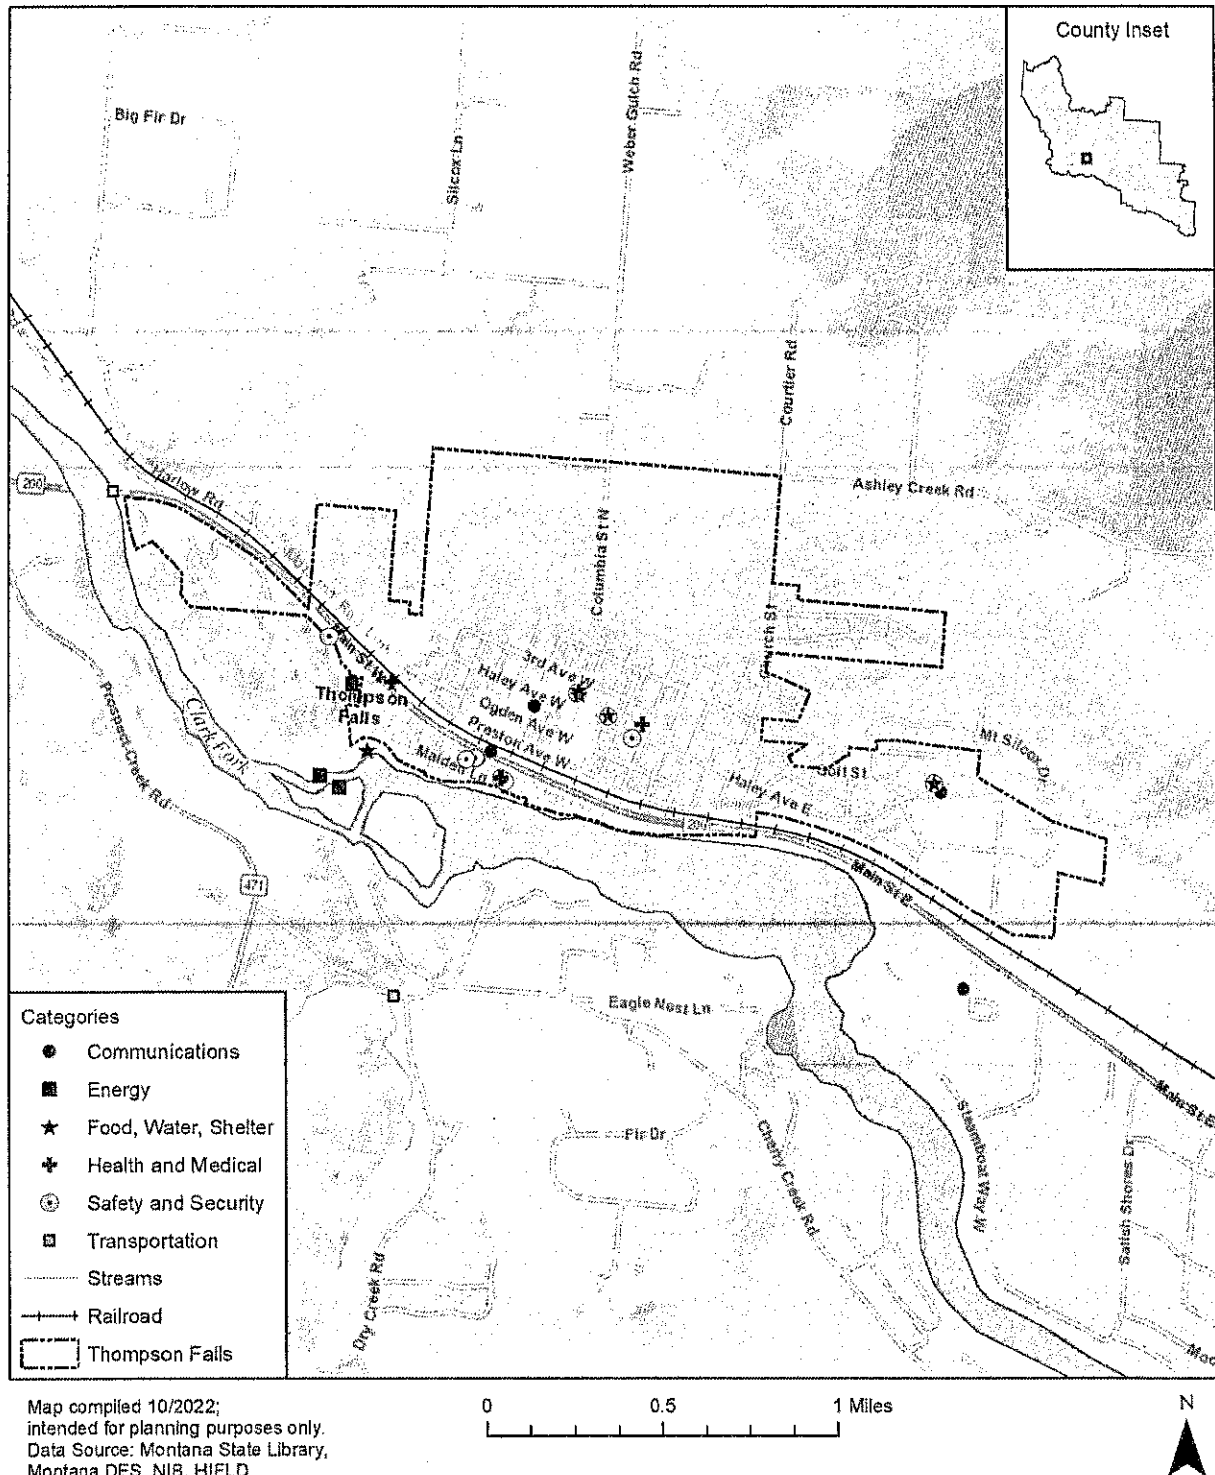 County Inset
Big Fir Dr
Silcox Ln
Weber Gulch Rd
Courtier Rd
200
Harlow Rd
Ashley Creek Rd
Columbia St N
Church St
Main St W
3rd Ave W
Haley Ave W
Ogden Ave W
Preston Ave W
Thompson
Falls
Maiden Ln
Clark Fork
Prospect Creek Rd
Mt Silcox Dr
Golf St
Haley Ave E
200
Main St E
471
Eagle Nest Ln
Main St E
Fir Dr
Cherry Creek Rd
Steamboat Way W
Salish Shores Dr
Dry Creek Rd
Categories
Communications
Energy
Food, Water, Shelter
Health and Medical
Safety and Security
Transportation
Streams
Railroad
Thompson Falls
Map compiled 10/2022;
intended for planning purposes only.
Data Source: Montana State Library,
Montana DES, NIB, HIFLD
0 0.5 1 Miles
N